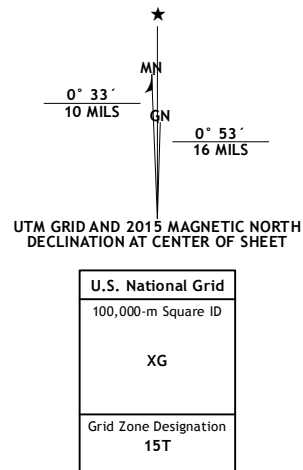 MN
0° 33´
10 MILS
GN
0° 53´
16 MILS
UTM GRID AND 2015 MAGNETIC NORTH
DECLINATION AT CENTER OF SHEET
U.S. National Grid
100,000-m Square ID
XG
Grid Zone Designation
15T